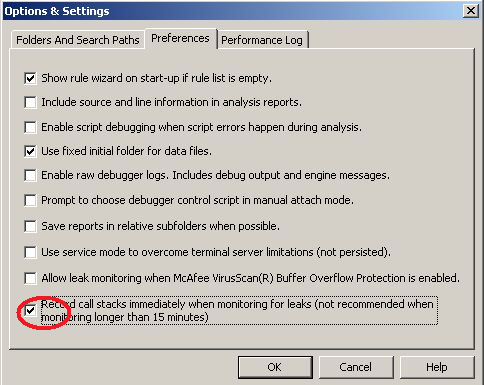 Options & Settings
Folders And Search Paths
Preferences
Performance Log
Show rule wizard on start-up if rule list is empty.
Include source and line information in analysis reports.
Enable script debugging when script errors happen during analysis.
Use fixed initial folder for data files.
Enable raw debugger logs. Includes debug output and engine messages.
Prompt to choose debugger control script in manual attach mode.
Save reports in relative subfolders when possible.
Use service mode to overcome terminal server limitations (not persisted).
Allow leak monitoring when McAfee VirusScan(R) Buffer Overflow Protection is enabled.
Record call stacks immediately when monitoring for leaks (not recommended when
monitoring longer than 15 minutes)
OK
Cancel
Help